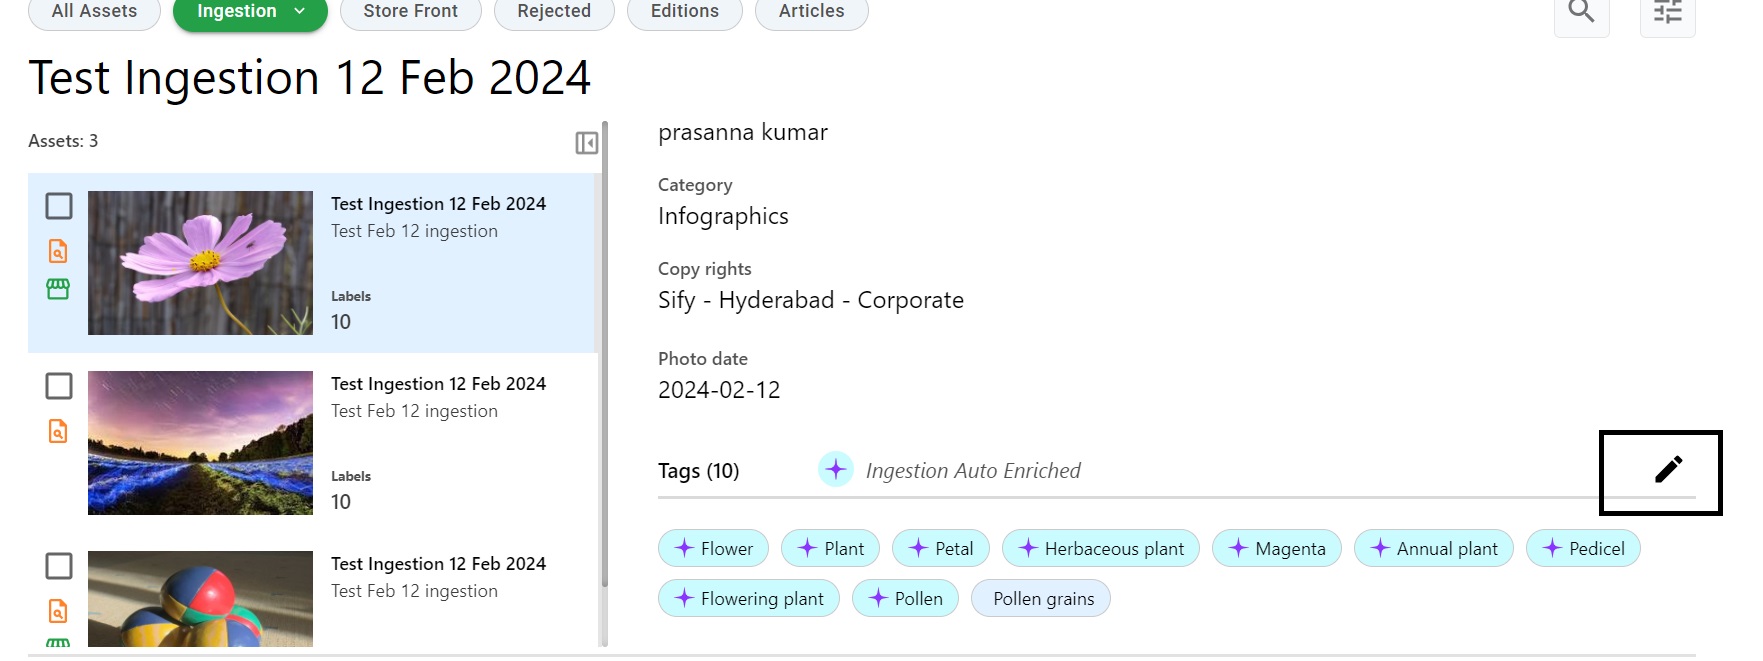 All Assets Ingestion Store Front Rejected Editions Articles
Test Ingestion 12 Feb 2024
Assets: 3
Test Ingestion 12 Feb 2024
Test Feb 12 ingestion
Labels
10
Test Ingestion 12 Feb 2024
Test Feb 12 ingestion
Labels
10
Test Ingestion 12 Feb 2024
Test Feb 12 ingestion
prasanna kumar
Category
Infographics
Copy rights
Sify - Hyderabad - Corporate
Photo date
2024-02-12
Tags (10) Ingestion Auto Enriched
Flower Plant Petal Herbaceous plant Magenta Annual plant Pedicel
Flowering plant Pollen Pollen grains